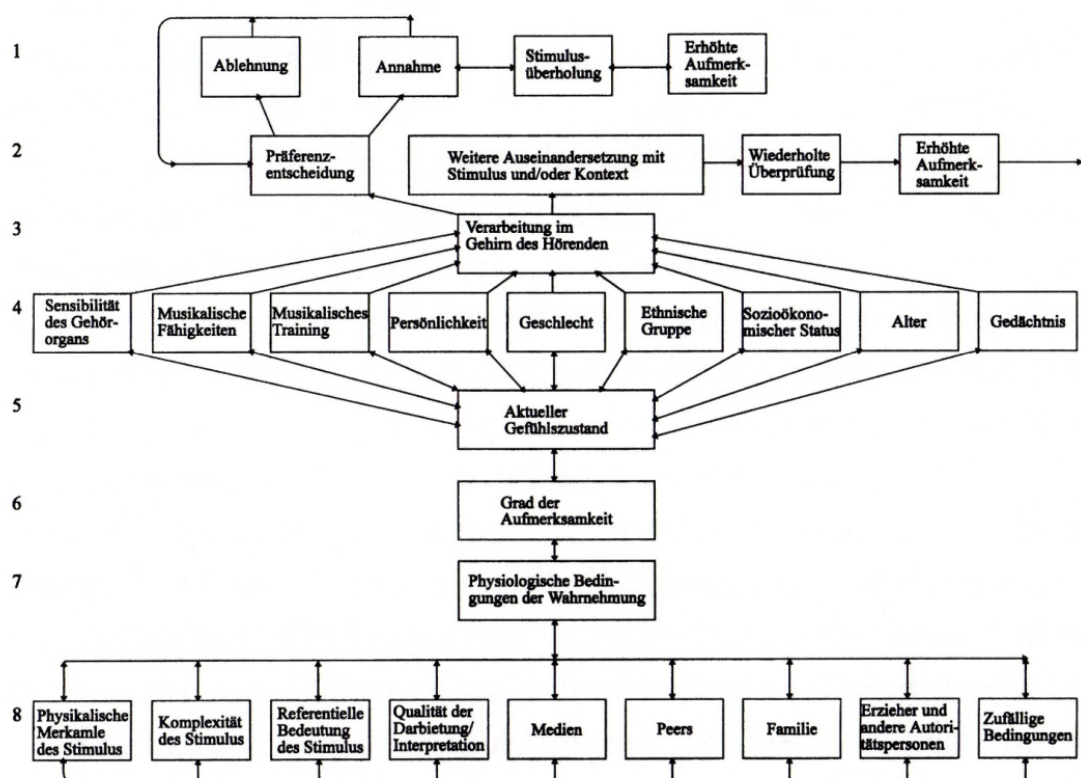 1
Ablehnung
Annahme
Stimulus-
überholung
Erhöhte
Aufmerk-
samkeit
2
Präferenz-
entscheidung
Weitere Auseinandersetzung mit
Stimulus und/oder Kontext
Wiederholte
Überprüfung
Erhöhte
Aufmerk-
samkeit
3
Verarbeitung im
Gehirn des Hörenden
4
Sensibilität
des Gehör-
organs
Musikalische
Fähigkeiten
Musikalisches
Training
Persönlichkeit
Geschlecht
Ethnische
Gruppe
Sozioökono-
mischer Status
Alter
Gedächtnis
5
Aktueller
Gefühlszustand
6
Grad der
Aufmerksamkeit
7
Physiologische Bedin-
gungen der Wahrnehmung
8
Physikalische
Merkamle
des Stimulus
Komplexität
des Stimulus
Referentielle
Bedeutung
des Stimulus
Qualität der
Darbietung/
Interpretation
Medien
Peers
Familie
Erzieher und
andere Autori-
tätspersonen
Zufällige
Bedingungen